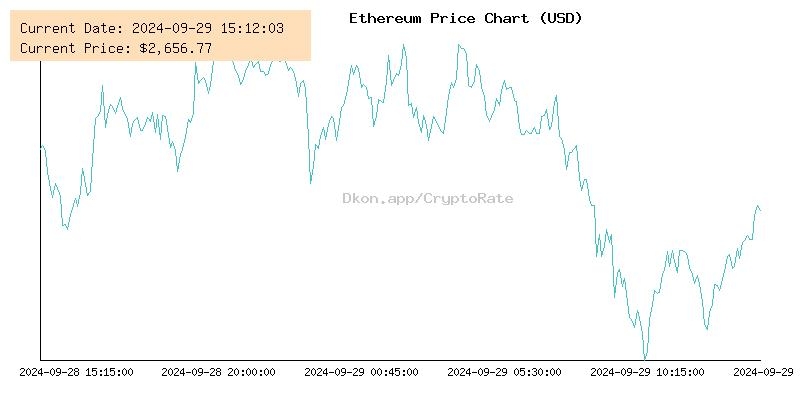 Ethereum Price Chart (USD)
Current Date: 2024-09-29 15:12:03
Current Price: $2,656.77
Dkon.app/CryptoRate
2024-09-28 15:15:00 2024-09-28 20:00:00 2024-09-29 00:45:00 2024-09-29 05:30:00 2024-09-29 10:15:00 2024-09-29